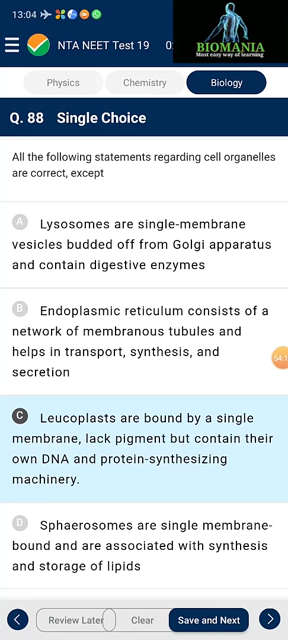 13:04
NTA NEET Test 19
BIOMANIA
Most easy way of learning
Physics
Chemistry
Biology
Q. 88 Single Choice
All the following statements regarding cell organelles
are correct, except
A Lysosomes are single-membrane
vesicles budded off from Golgi apparatus
and contain digestive enzymes
B Endoplasmic reticulum consists of a
network of membranous tubules and
helps in transport, synthesis, and
secretion
54:1
C Leucoplasts are bound by a single
membrane, lack pigment but contain their
own DNA and protein-synthesizing
machinery.
D Sphaerosomes are single membrane-
bound and are associated with synthesis
and storage of lipids
Review Later
Clear
Save and Next